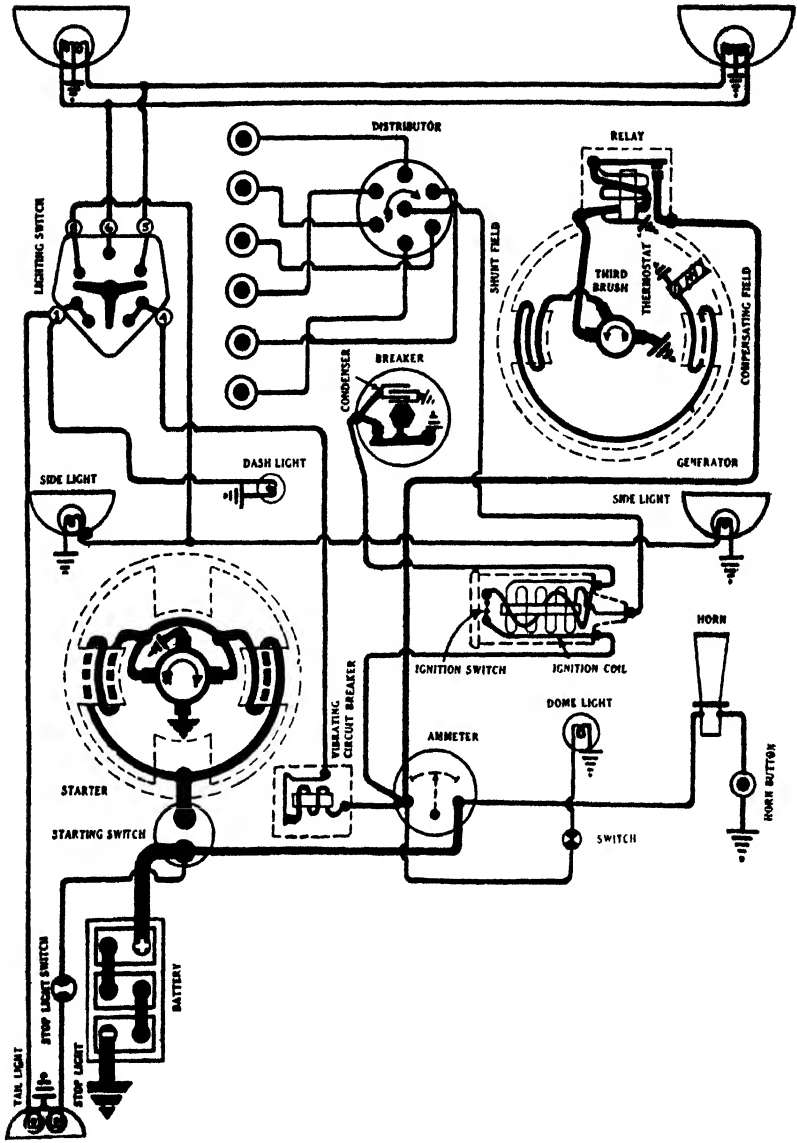 DISTRIBUTOR
RELAY
LIGHTING SWITCH
6
5
1
4
SHUNT FIELD
THERMOSTAT
THIRD
BRUSH
COMPENSATING FIELD
CONDENSER
BREAKER
GENERATOR
DASH LIGHT
SIDE LIGHT
SIDE LIGHT
IGNITION SWITCH
IGNITION COIL
HORN
DOME LIGHT
VIBRATING
CIRCUIT BREAKER
AMMETER
HORN BUTTON
STARTER
STARTING SWITCH
SWITCH
STOP LIGHT SWITCH
BATTERY
TAIL LIGHT
STOP LIGHT